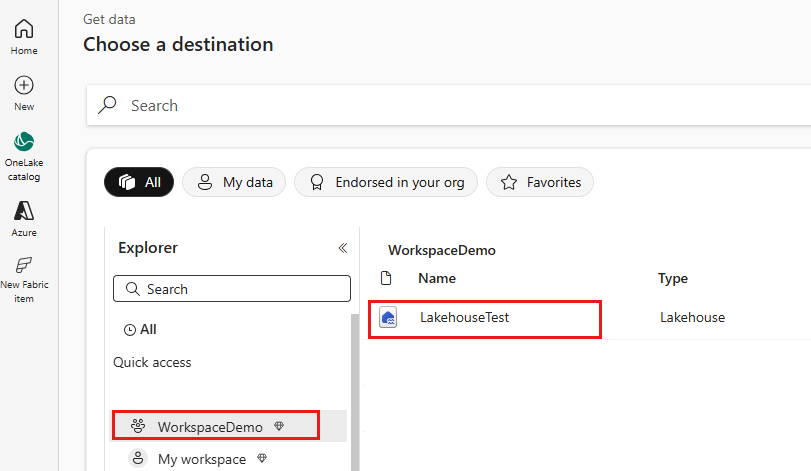 Home
New
OneLake
catalog
Azure
New Fabric
item
Get data
Choose a destination
Search
All
My data
Endorsed in your org
Favorites
Explorer
Search
All
Quick access
WorkspaceDemo
My workspace
WorkspaceDemo
Name Type
LakehouseTest Lakehouse